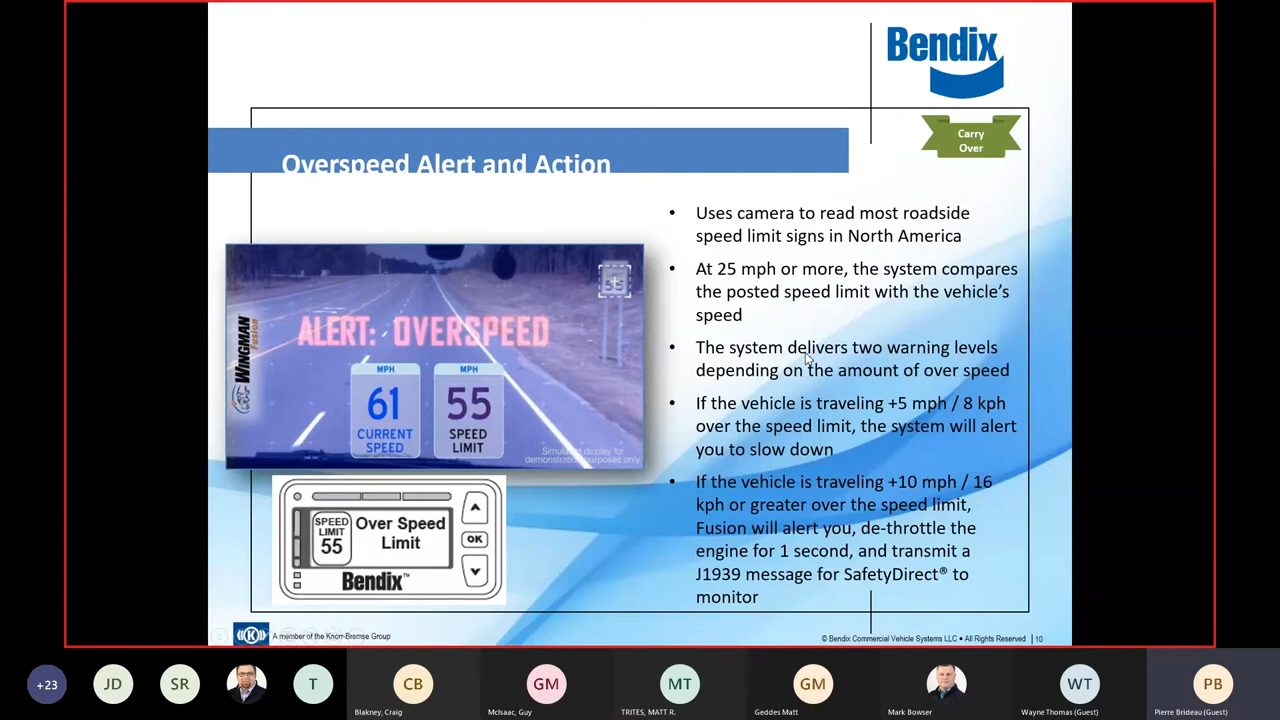 Bendix
Carry
Over
Overspeed Alert and Action
• Uses camera to read most roadside
speed limit signs in North America
• At 25 mph or more, the system compares
the posted speed limit with the vehicle’s
speed
• The system delivers two warning levels
depending on the amount of over speed
• If the vehicle is traveling +5 mph / 8 kph
over the speed limit, the system will alert
you to slow down
• If the vehicle is traveling +10 mph / 16
kph or greater over the speed limit,
Fusion will alert you, de-throttle the
engine for 1 second, and transmit a
J1939 message for SafetyDirect® to
monitor
55
ALERT: OVERSPEED
WINGMAN
Fusion
MPH
61
CURRENT
SPEED
MPH
55
SPEED
LIMIT
Simulated display for
demonstration purposes only
SPEED
LIMIT
55
Over Speed
Limit
OK
Bendix™
K
A member of the Knorr-Bremse Group
© Bendix Commercial Vehicle Systems LLC • All Rights Reserved | 10
+23
JD
SR
T
CB
Blakney, Craig
GM
McIsaac, Guy
MT
TRITES, MATT R.
GM
Geddes Matt
Mark Bowser
WT
Wayne Thomas (Guest)
PB
Pierre Brideau (Guest)